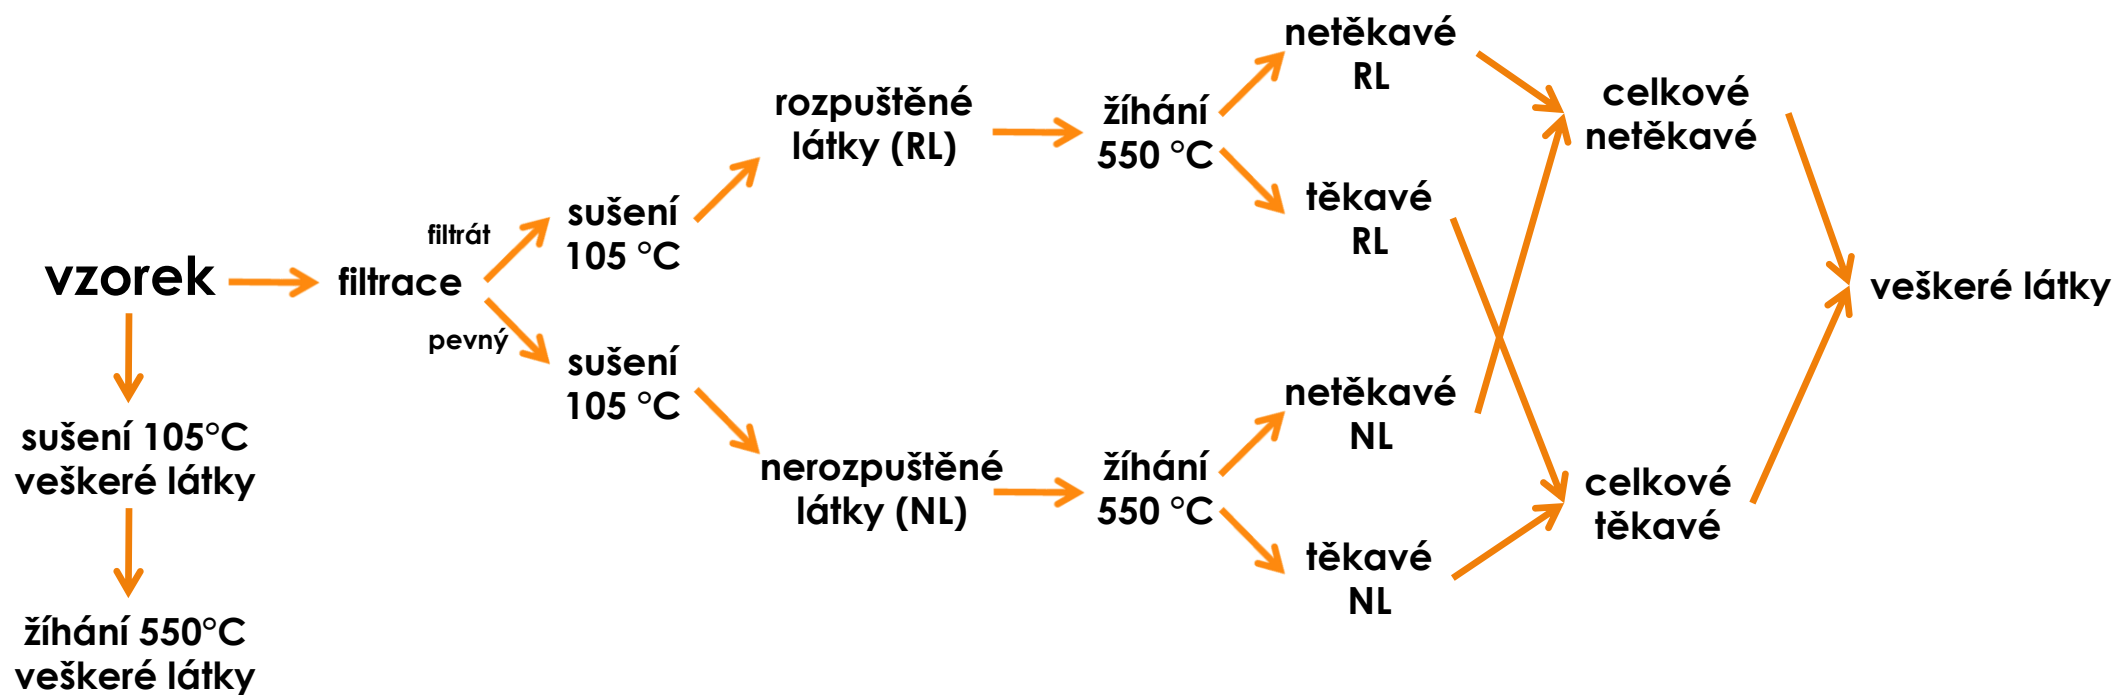 vzorek
sušení 105°C
veškeré látky
žíhání 550°C
veškeré látky
filtrace
filtrát
pevný
sušení
105 °C
sušení
105 °C
rozpuštěné
látky (RL)
nerozpuštěné
látky (NL)
žíhání
550 °C
žíhání
550 °C
netěkavé
RL
těkavé
RL
netěkavé
NL
těkavé
NL
celkové
netěkavé
celkové
těkavé
veškeré látky